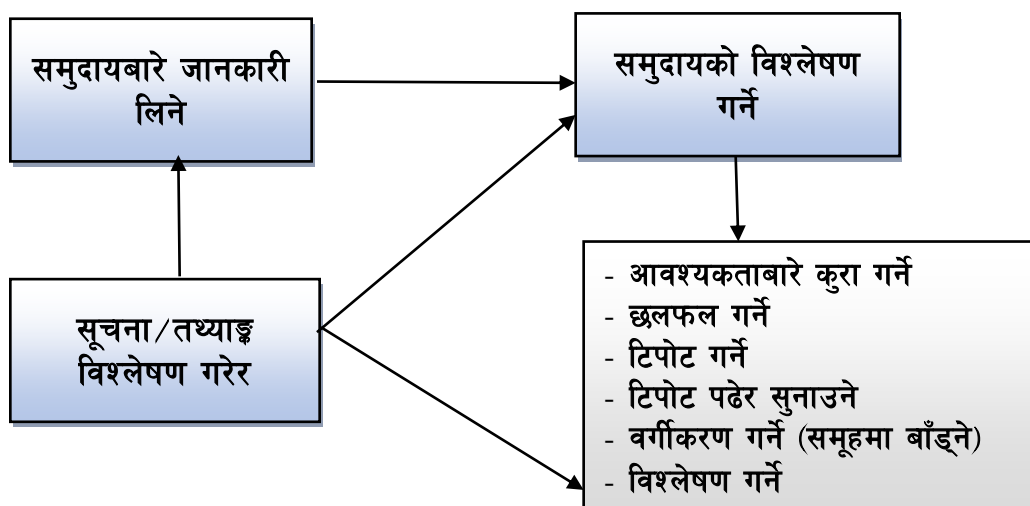 समुदायबारे जानकारी
लिने
समुदायको विश्लेषण
गर्ने
सूचना/तथ्याङ्क
विश्लेषण गरेर
- आवश्यकताबारे कुरा गर्ने
- छलफल गर्ने
- टिपोट गर्ने
- टिपोट पढेर सुनाउने
- वर्गीकरण गर्ने (समूहमा बाँड्ने)
- विश्लेषण गर्ने